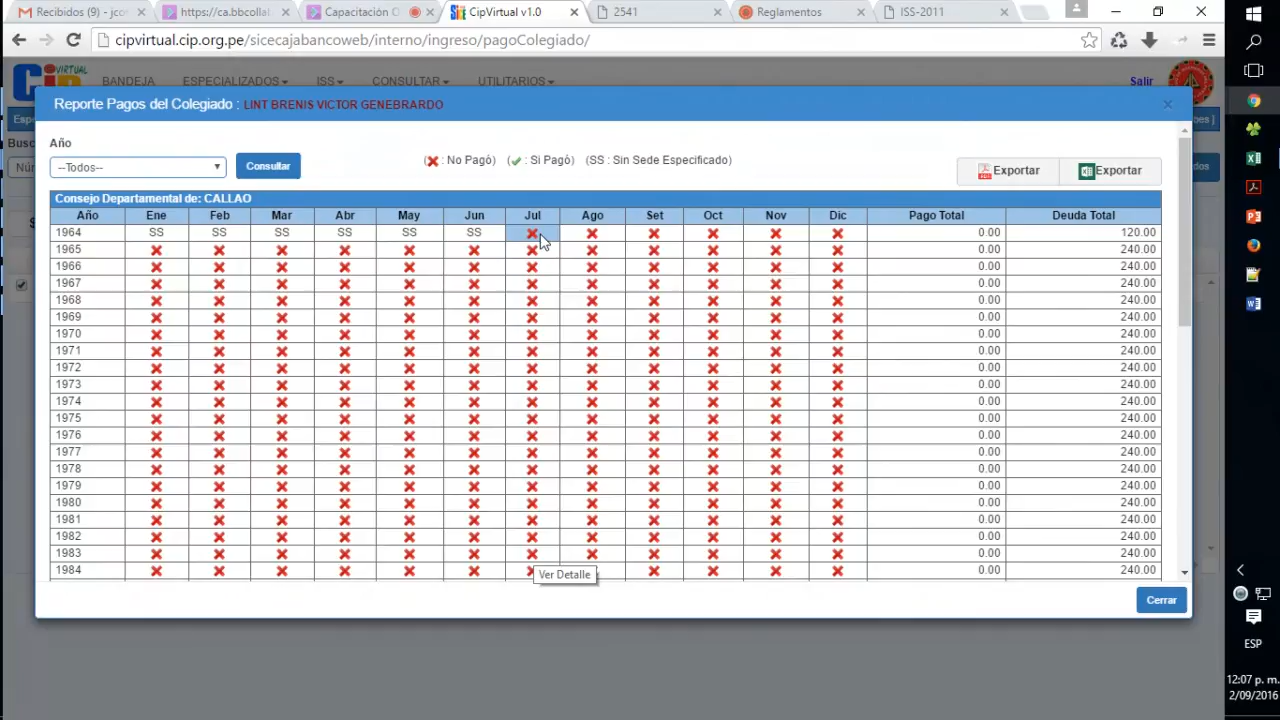 Recibidos (9) - jco × https://ca.bbcollab × Capacitación × CipVirtual v1.0 × 2541 × Reglamentos × ISS-2011 ×
cipvirtual.cip.org.pe/sicecajabancoweb/interno/ingreso/pagoColegiado/
VIRTUAL BANDEJA ESPECIALIZADOS ISS CONSULTAR UTILITARIOS Salir
Reporte Pagos del Colegiado : LINT BRENIS VICTOR GENEBRARDO ×
Año
--Todos-- Consultar (: No Pagó) (: Si Pagó) (SS : Sin Sede Especificado) Exportar Exportar
Consejo Departamental de: CALLAO
Año Ene Feb Mar Abr May Jun Jul Ago Set Oct Nov Dic Pago Total Deuda Total
1964 SS SS SS SS SS SS 0.00 120.00
1965 0.00 240.00
1966 0.00 240.00
1967 0.00 240.00
1968 0.00 240.00
1969 0.00 240.00
1970 0.00 240.00
1971 0.00 240.00
1972 0.00 240.00
1973 0.00 240.00
1974 0.00 240.00
1975 0.00 240.00
1976 0.00 240.00
1977 0.00 240.00
1978 0.00 240.00
1979 0.00 240.00
1980 0.00 240.00
1981 0.00 240.00
1982 0.00 240.00
1983 0.00 240.00
1984 0.00 240.00
Ver Detalle
Cerrar
ESP
12:07 p. m.
2/09/2016